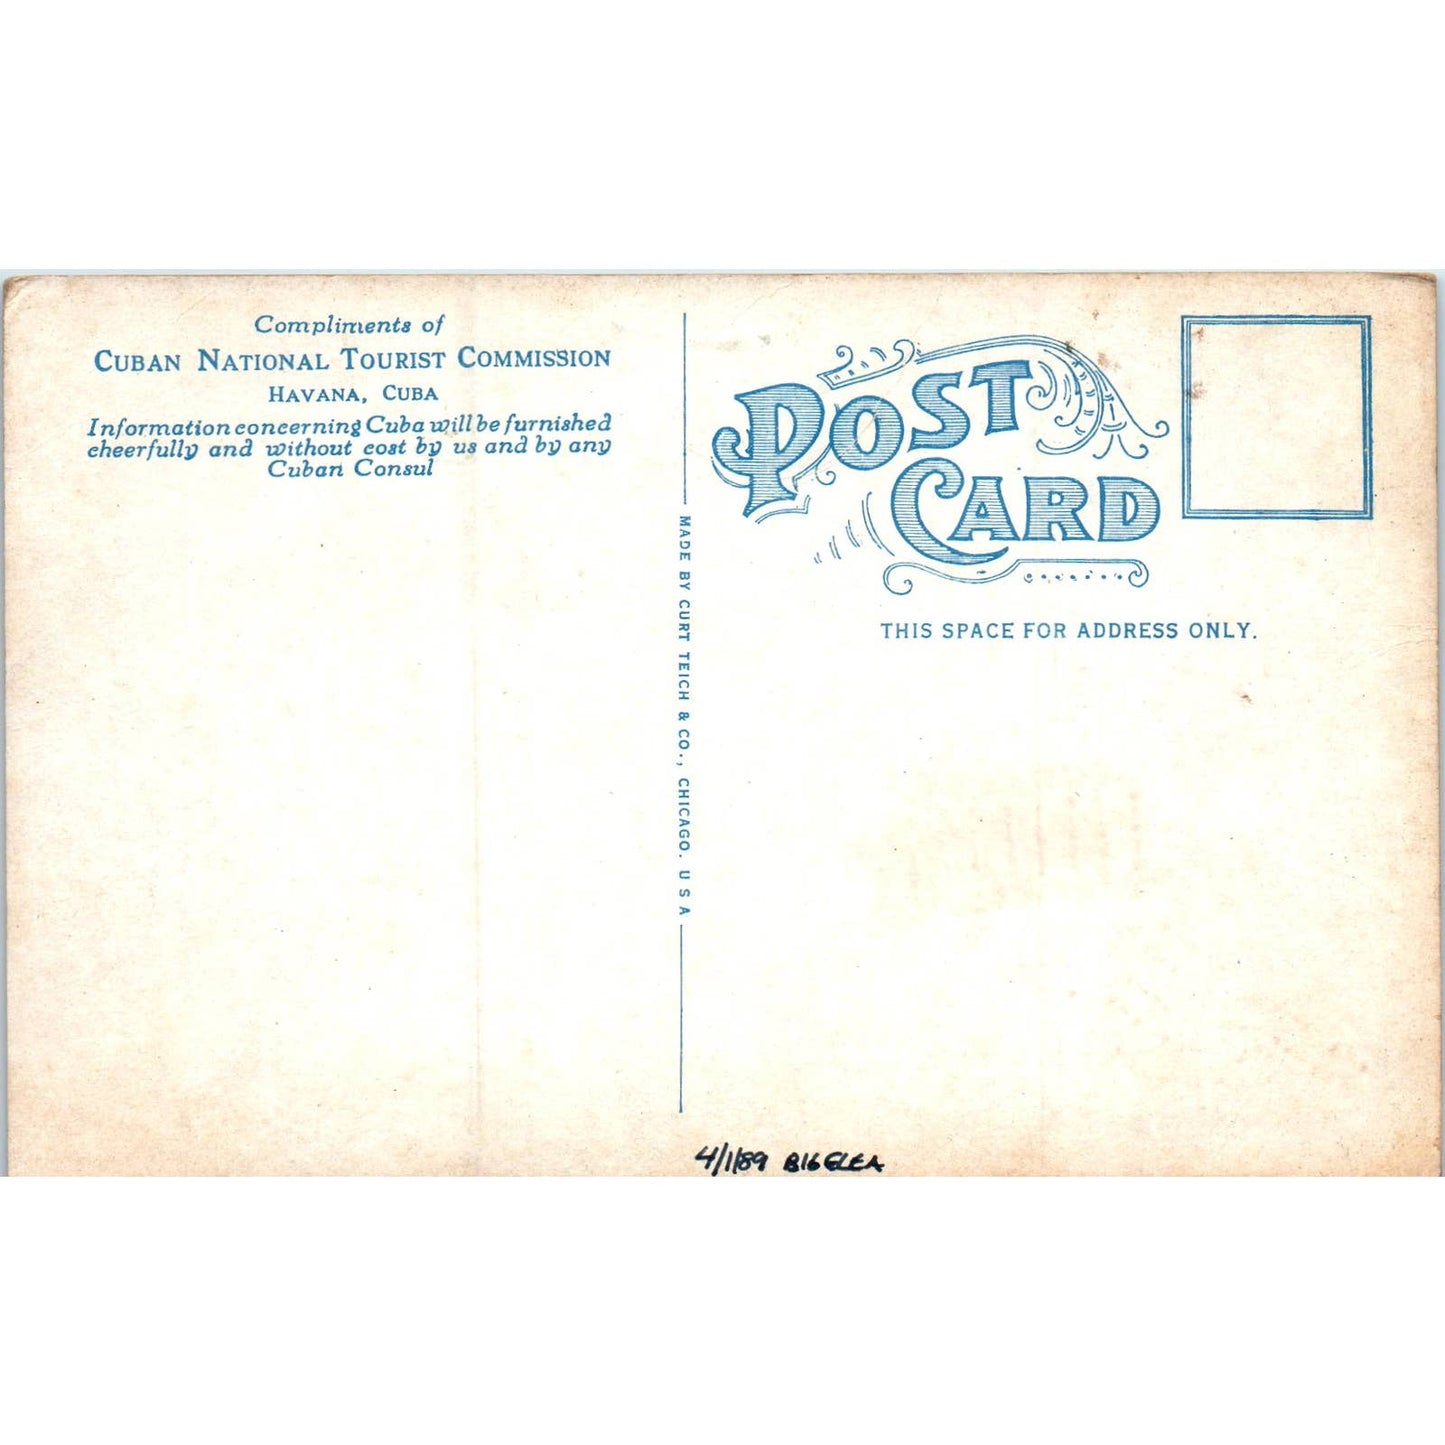 Compliments of
CUBAN NATIONAL TOURIST COMMISSION
HAVANA, CUBA
Information concerning Cuba will be furnished
cheerfully and without cost by us and by any
Cuban Consul
MADE BY CURT TEICH & CO., CHICAGO. U S A
POST
CARD
THIS SPACE FOR ADDRESS ONLY.
4/1/89